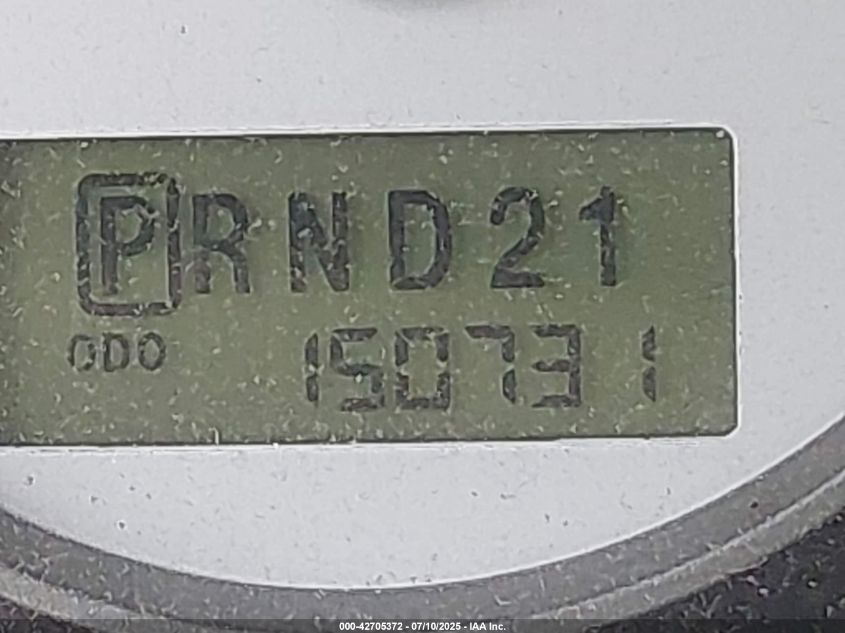 PRND21
ODO 150731
000-42705372 - 07/10/2025 - IAA Inc.